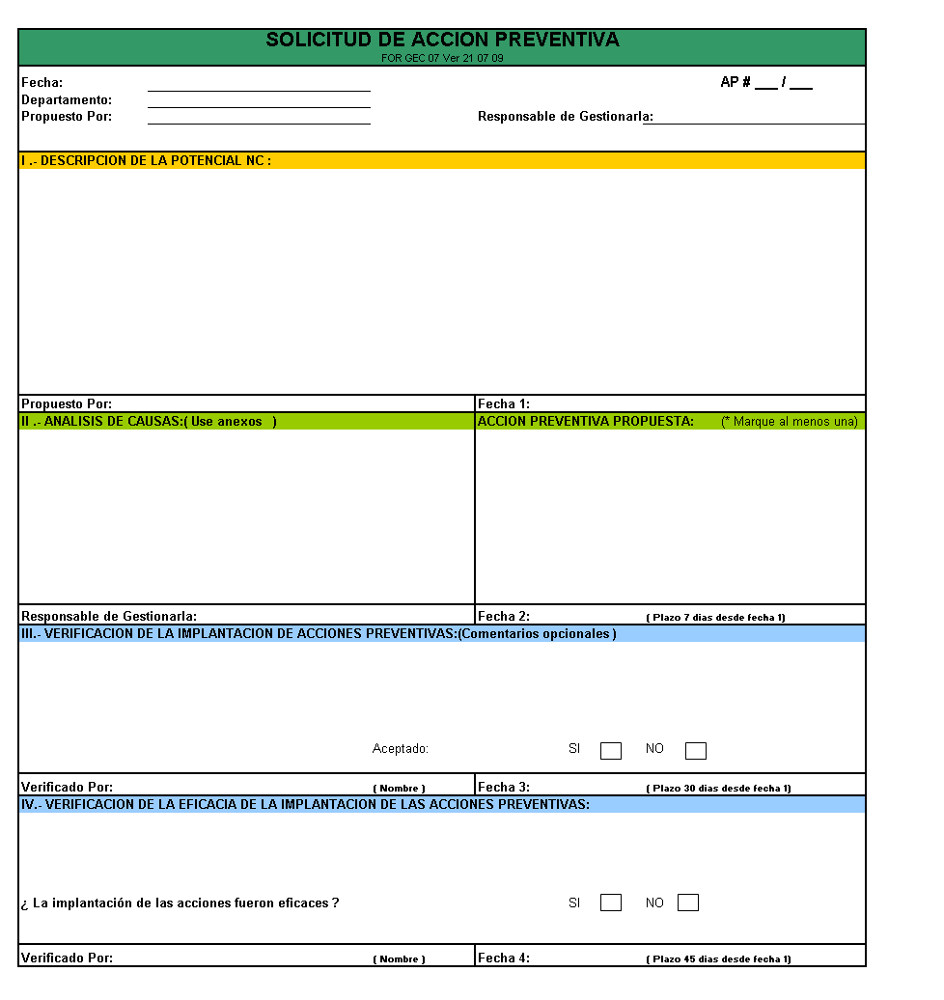 SOLICITUD DE ACCION PREVENTIVA
FOR GEC 07 Ver 21 07 09
Fecha: AP # ___ / ___
Departamento:
Propuesto Por: Responsable de Gestionarla:
I .- DESCRIPCION DE LA POTENCIAL NC :
Propuesto Por: Fecha 1:
II .- ANALISIS DE CAUSAS:( Use anexos ) ACCION PREVENTIVA PROPUESTA: (* Marque al menos una)
Responsable de Gestionarla: Fecha 2: ( Plazo 7 dias desde fecha 1)
III.- VERIFICACION DE LA IMPLANTACION DE ACCIONES PREVENTIVAS:(Comentarios opcionales )
Aceptado: SI NO
Verificado Por: ( Nombre ) Fecha 3: ( Plazo 30 dias desde fecha 1)
IV.- VERIFICACION DE LA EFICACIA DE LA IMPLANTACION DE LAS ACCIONES PREVENTIVAS:
¿ La implantación de las acciones fueron eficaces ? SI NO
Verificado Por: ( Nombre ) Fecha 4: ( Plazo 45 dias desde fecha 1)